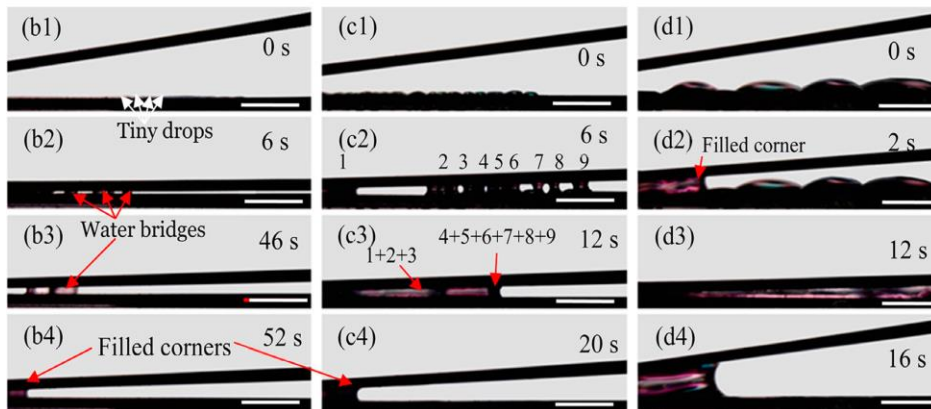 (b1)
0 s
Tiny drops
(b2)
6 s
Water bridges
(b3)
46 s
(b4)
52 s
Filled corners
(c1)
0 s
(c2)
6 s
1 2 3 4 5 6 7 8 9
(c3)
12 s
1+2+3
4+5+6+7+8+9
(c4)
20 s
(d1)
0 s
(d2)
2 s
Filled corner
(d3)
12 s
(d4)
16 s